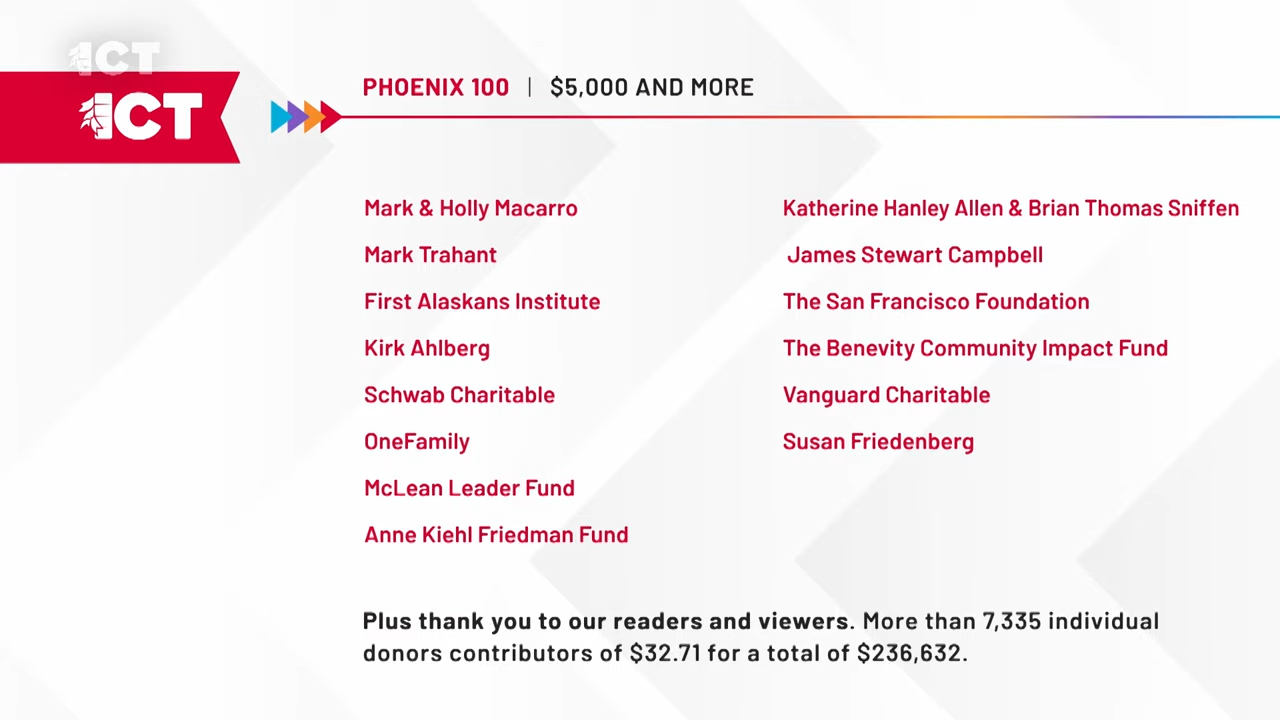 ICT
ICT
PHOENIX 100 | $5,000 AND MORE
Mark & Holly Macarro
Mark Trahant
First Alaskans Institute
Kirk Ahlberg
Schwab Charitable
OneFamily
McLean Leader Fund
Anne Kiehl Friedman Fund
Katherine Hanley Allen & Brian Thomas Sniffen
James Stewart Campbell
The San Francisco Foundation
The Benevity Community Impact Fund
Vanguard Charitable
Susan Friedenberg
Plus thank you to our readers and viewers. More than 7,335 individual
donors contributors of $32.71 for a total of $236,632.